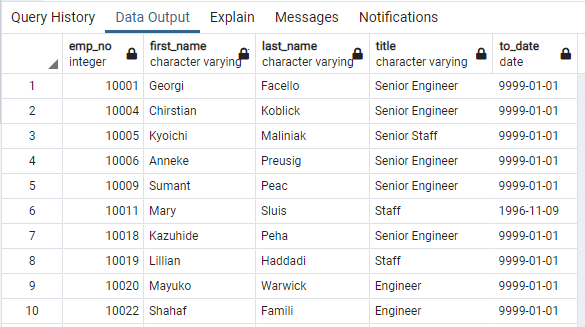 Query History Data Output Explain Messages Notifications
emp_no first_name last_name title to_date
integer character varying character varying character varying date
1 10001 Georgi Facello Senior Engineer 9999-01-01
2 10004 Chirstian Koblick Senior Engineer 9999-01-01
3 10005 Kyoichi Maliniak Senior Staff 9999-01-01
4 10006 Anneke Preusig Senior Engineer 9999-01-01
5 10009 Sumant Peac Senior Engineer 9999-01-01
6 10011 Mary Sluis Staff 1996-11-09
7 10018 Kazuhide Peha Senior Engineer 9999-01-01
8 10019 Lillian Haddadi Staff 9999-01-01
9 10020 Mayuko Warwick Engineer 9999-01-01
10 10022 Shahaf Famili Engineer 9999-01-01